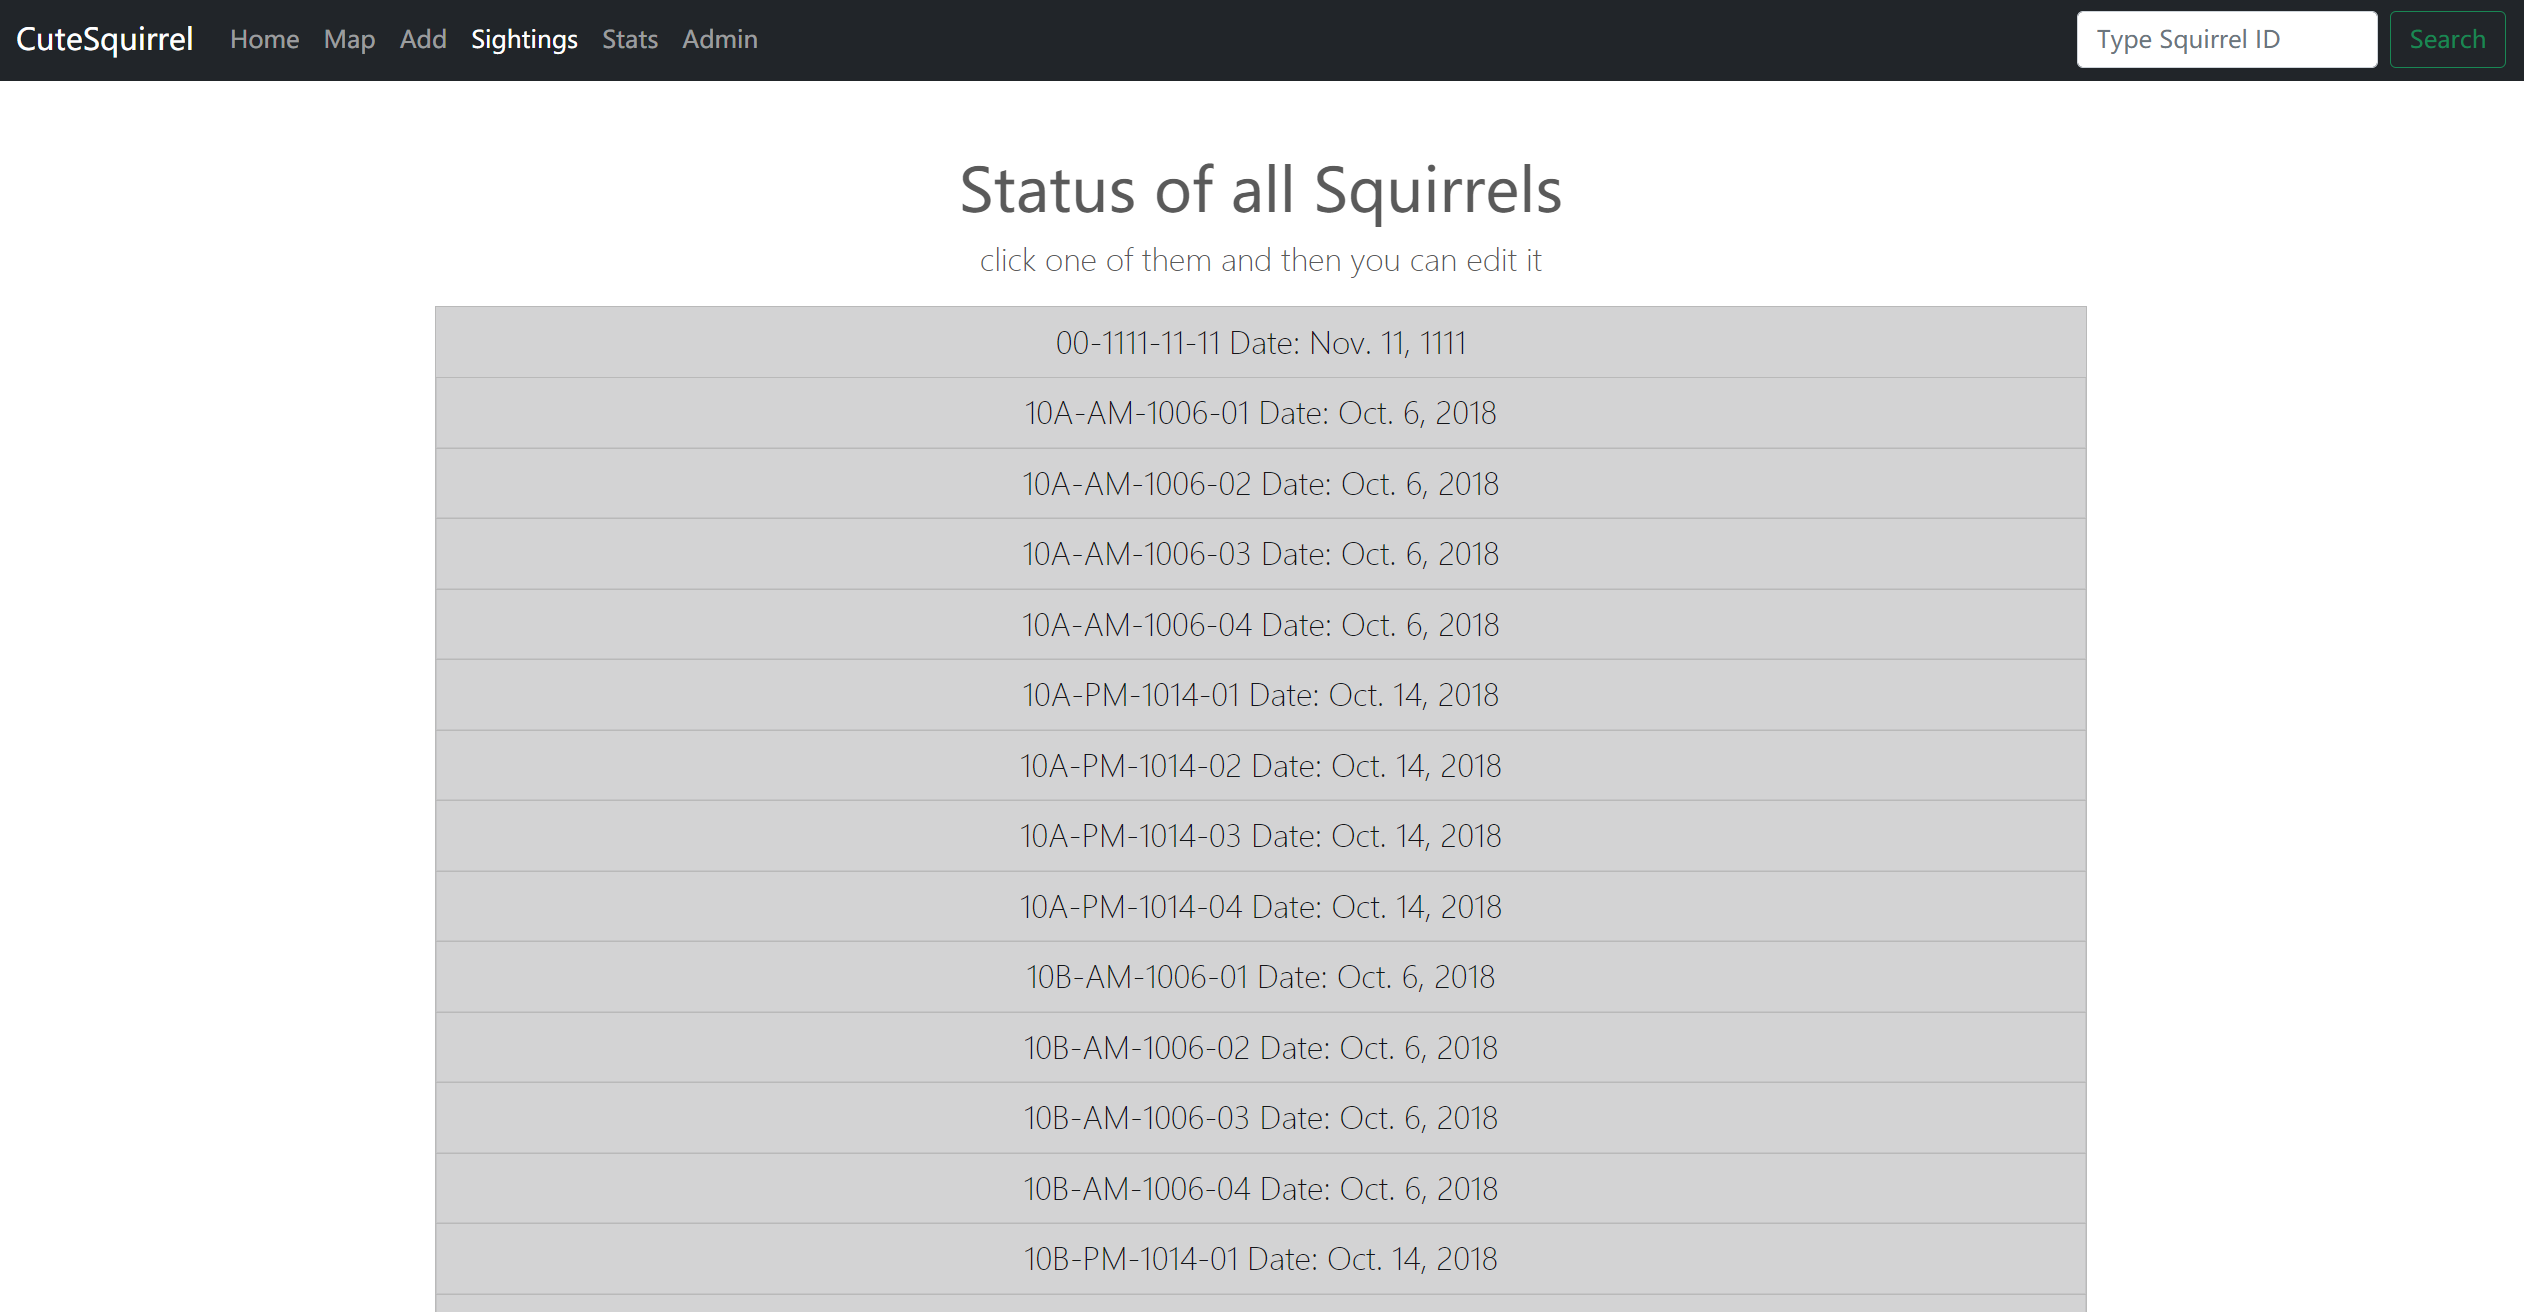 CuteSquirrel Home Map Add Sightings Stats Admin Type Squirrel ID Search
Status of all Squirrels
click one of them and then you can edit it
00-1111-11-11 Date: Nov. 11, 1111
10A-AM-1006-01 Date: Oct. 6, 2018
10A-AM-1006-02 Date: Oct. 6, 2018
10A-AM-1006-03 Date: Oct. 6, 2018
10A-AM-1006-04 Date: Oct. 6, 2018
10A-PM-1014-01 Date: Oct. 14, 2018
10A-PM-1014-02 Date: Oct. 14, 2018
10A-PM-1014-03 Date: Oct. 14, 2018
10A-PM-1014-04 Date: Oct. 14, 2018
10B-AM-1006-01 Date: Oct. 6, 2018
10B-AM-1006-02 Date: Oct. 6, 2018
10B-AM-1006-03 Date: Oct. 6, 2018
10B-AM-1006-04 Date: Oct. 6, 2018
10B-PM-1014-01 Date: Oct. 14, 2018